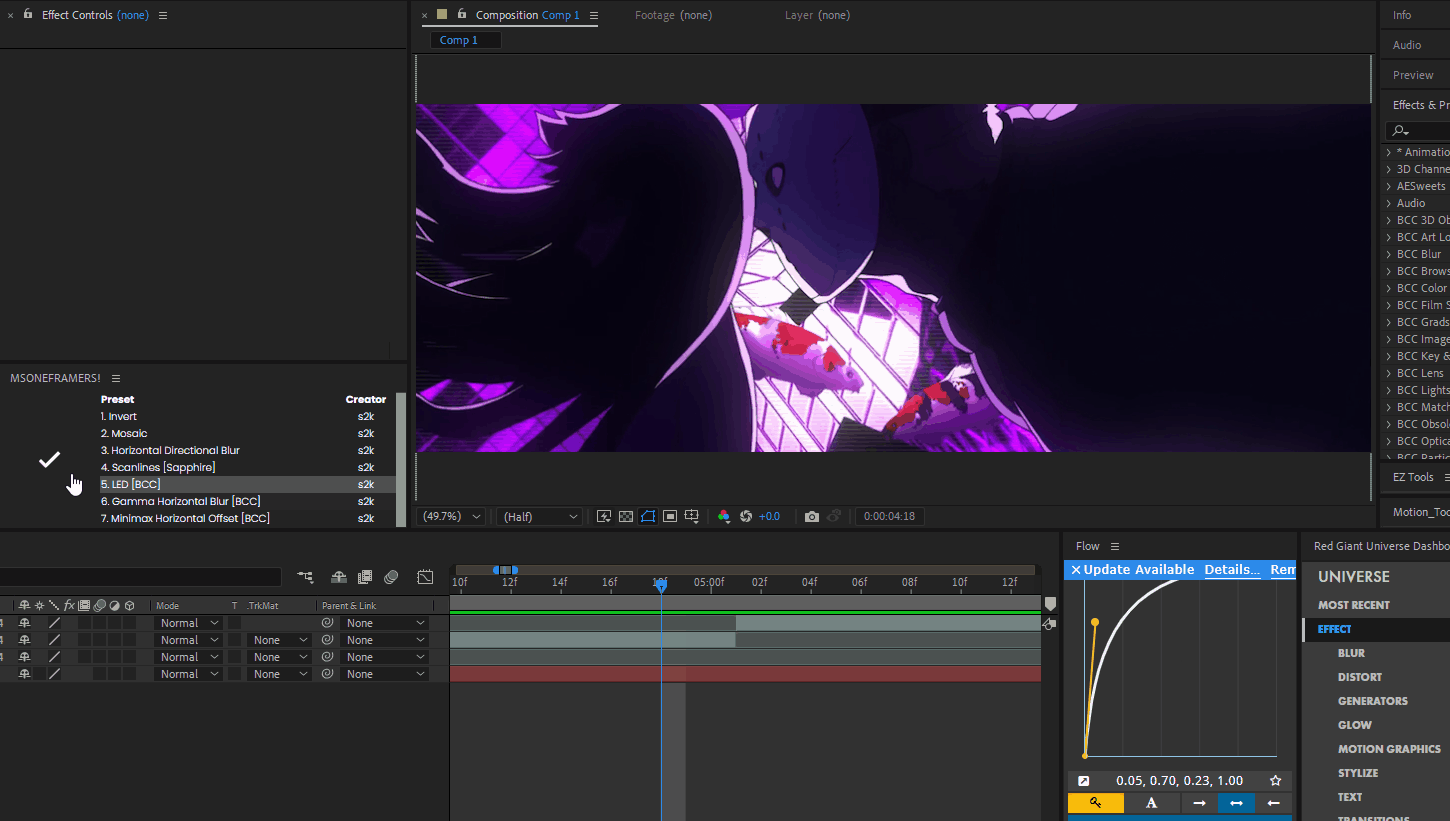 × Effect Controls (none)
× Composition Comp 1
Footage (none)
Layer (none)
Comp 1
Info
Audio
Preview
Effects & Pr
* Animatio
3D Channe
AESweets
Audio
BCC 3D Ob
BCC Art Lo
BCC Blur
BCC Brows
BCC Color
BCC Film S
BCC Grads
BCC Image
BCC Key &
BCC Lens
BCC Lights
BCC Match
BCC Obsol
BCC Optica
BCC Partic
EZ Tools
Motion_Too
MSONEFRAMERS!
Preset Creator
1. Invert s2k
2. Mosaic s2k
3. Horizontal Directional Blur s2k
4. Scanlines [Sapphire] s2k
5. LED [BCC] s2k
6. Gamma Horizontal Blur [BCC] s2k
7. Minimax Horizontal Offset [BCC] s2k
(49.7%) (Half) +0.0 0:00:04:18
10f 12f 14f 16f 05:00f 02f 04f 06f 08f 10f 12f
fx Mode T .TrkMat Parent & Link
4 Normal None
4 Normal None None
4 Normal None None
Normal None None
Flow
× Update Available Details... Rem
0.05, 0.70, 0.23, 1.00
A
Red Giant Universe Dashbo
UNIVERSE
MOST RECENT
EFFECT
BLUR
DISTORT
GENERATORS
GLOW
MOTION GRAPHICS
STYLIZE
TEXT
TRANSITIONS